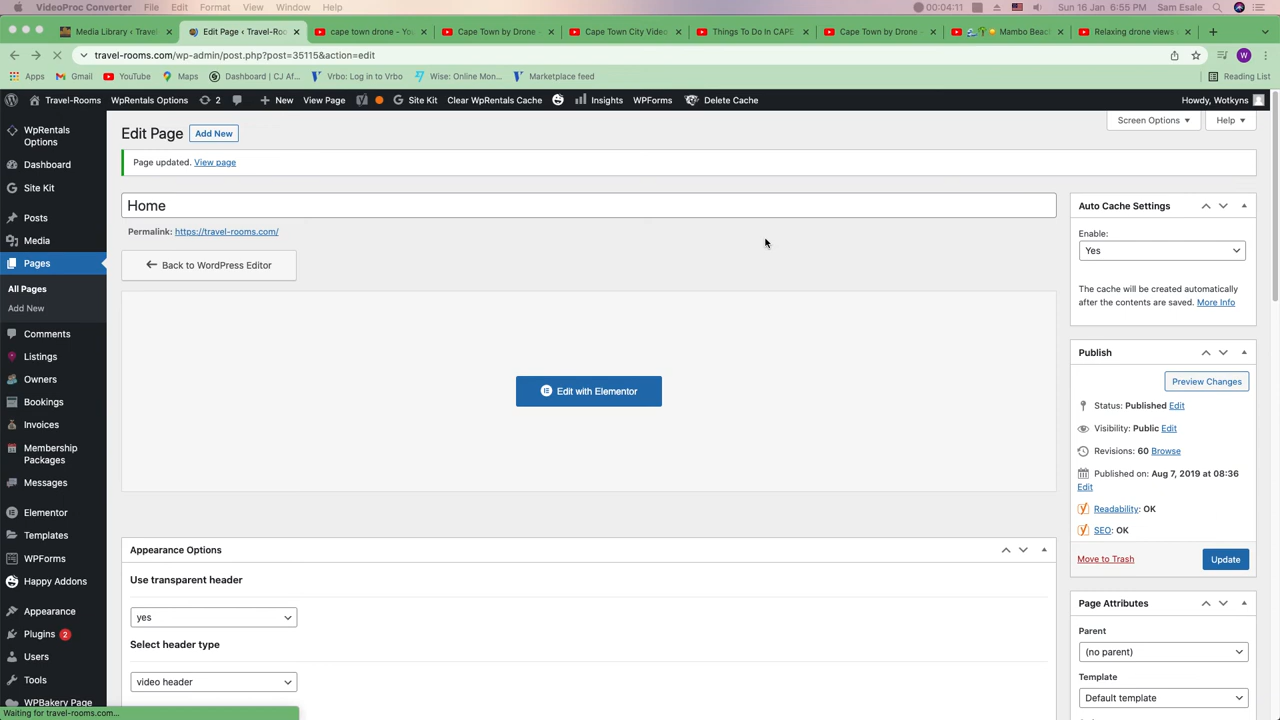 VideoProc Converter File Edit Format View Window Help 00:04:11 Sun 16 Jan 6:55 PM Sam Esale
Media Library ‹ Travel Edit Page ‹ Travel-Roo cape town drone - You Cape Town by Drone Cape Town City Video Things To Do In CAPE Cape Town by Drone Mambo Beach Relaxing drone views
travel-rooms.com/wp-admin/post.php?post=35115&action=edit W
Apps Gmail YouTube Maps Dashboard | CJ Af... Vrbo: Log in to Vrbo Wise: Online Mon... Marketplace feed Reading List
Travel-Rooms WpRentals Options 2 New View Page Site Kit Clear WpRentals Cache Insights WPForms Delete Cache Howdy, Wotkyns
WpRentals Options
Dashboard
Site Kit
Posts
Media
Pages
All Pages
Add New
Comments
Listings
Owners
Bookings
Invoices
Membership Packages
Messages
Elementor
Templates
WPForms
Happy Addons
Appearance
Plugins 2
Users
Tools
WPBakery Page
Edit Page Add New
Screen Options Help
Page updated. View page
Home
Permalink: https://travel-rooms.com/
← Back to WordPress Editor
Edit with Elementor
Appearance Options
Use transparent header
yes
Select header type
video header
Auto Cache Settings
Enable:
Yes
The cache will be created automatically
after the contents are saved. More Info
Publish
Preview Changes
Status: Published Edit
Visibility: Public Edit
Revisions: 60 Browse
Published on: Aug 7, 2019 at 08:36
Edit
Readability: OK
SEO: OK
Move to Trash Update
Page Attributes
Parent
(no parent)
Template
Default template
Waiting for travel-rooms.com...